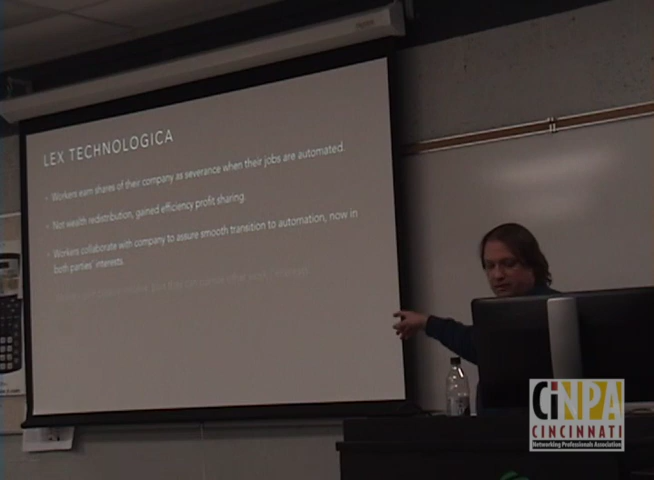 LEX TECHNOLOGICA
• Workers earn shares of their company as severance when their jobs are automated.
• Not wealth redistribution, gained efficiency profit sharing.
• Workers collaborate with company to assure smooth transition to automation, now in
both parties' interests.
CiNPA
CINCINNATI
Networking Professionals Association